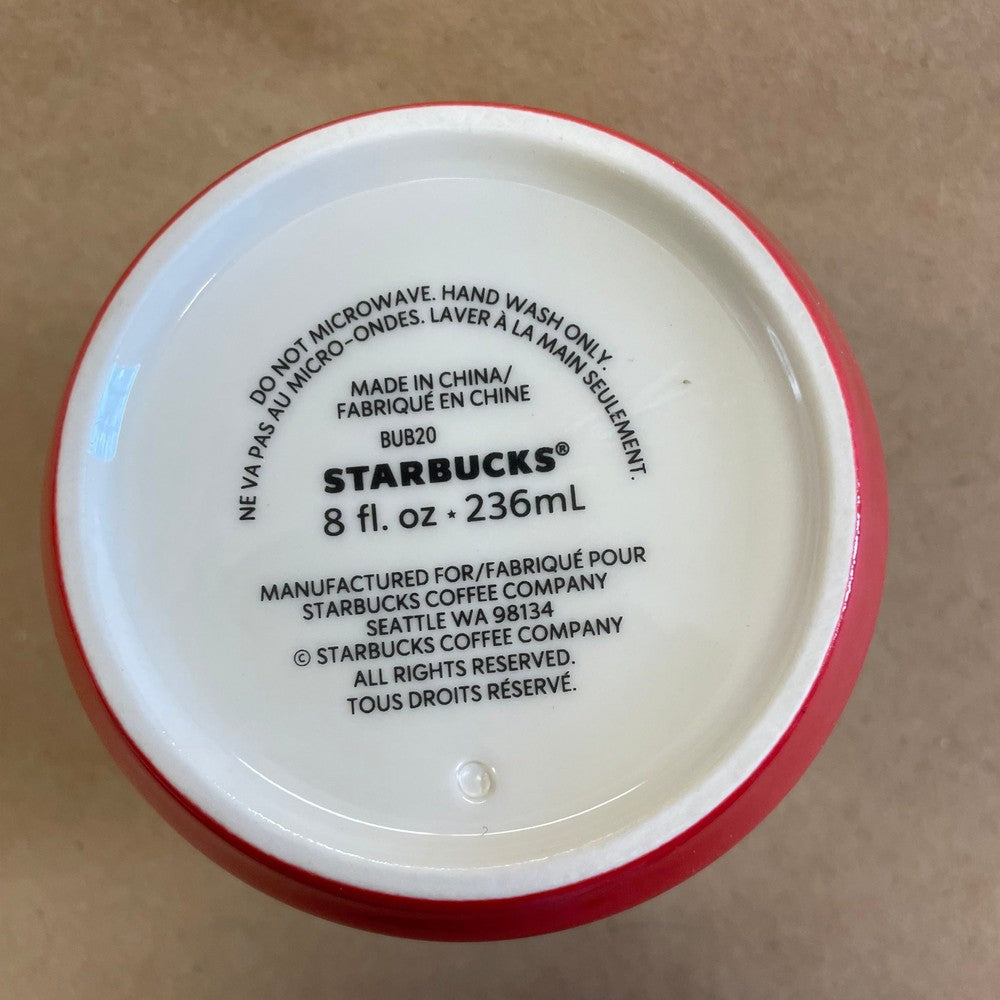 DO NOT MICROWAVE. HAND WASH ONLY.
NE VA PAS AU MICRO-ONDES. LAVER À LA MAIN SEULEMENT.
MADE IN CHINA/
FABRIQUÉ EN CHINE
BUB20
STARBUCKS®
8 fl. oz ⋆ 236mL
MANUFACTURED FOR/FABRIQUÉ POUR
STARBUCKS COFFEE COMPANY
SEATTLE WA 98134
© STARBUCKS COFFEE COMPANY
ALL RIGHTS RESERVED.
TOUS DROITS RÉSERVÉ.